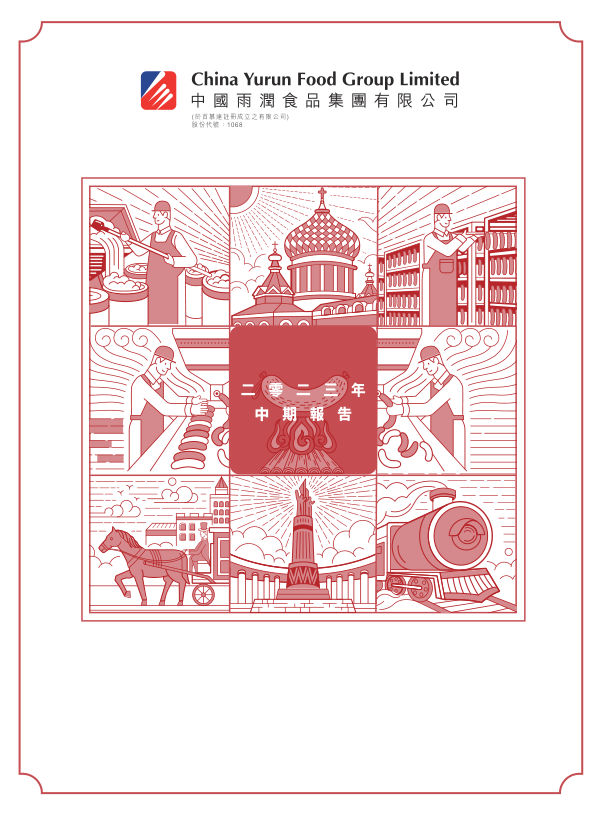 China Yurun Food Group Limited
中國雨潤食品集團有限公司
(於百慕達註冊成立之有限公司)
股份代號：1068
二零二三年
中期報告